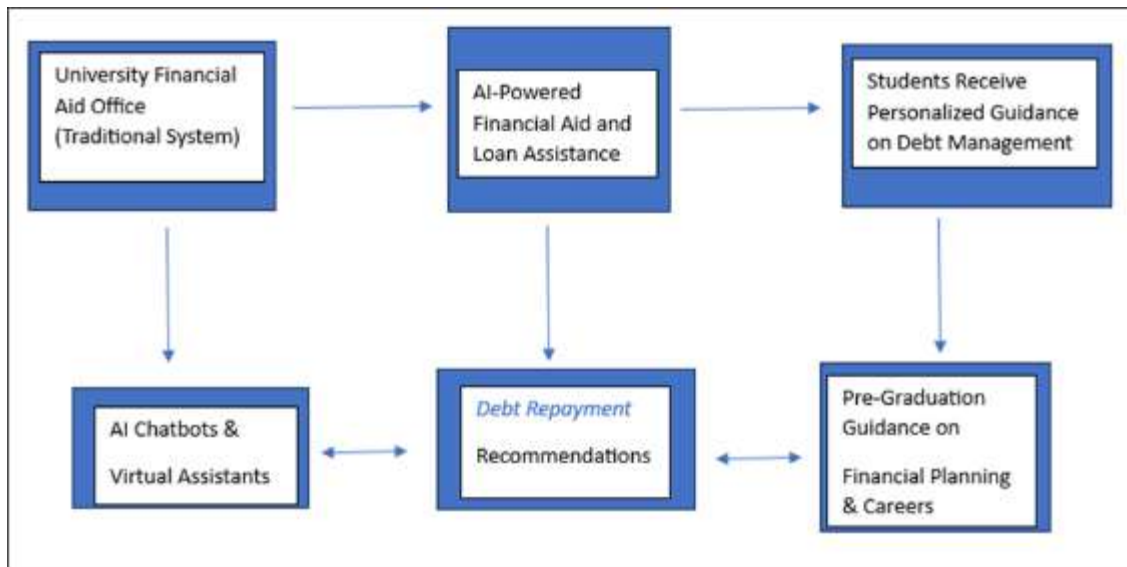 University Financial
Aid Office
(Traditional System)
AI-Powered
Financial Aid and
Loan Assistance
Students Receive
Personalized Guidance
on Debt Management
AI Chatbots &
Virtual Assistants
Debt Repayment
Recommendations
Pre-Graduation
Guidance on
Financial Planning
& Careers